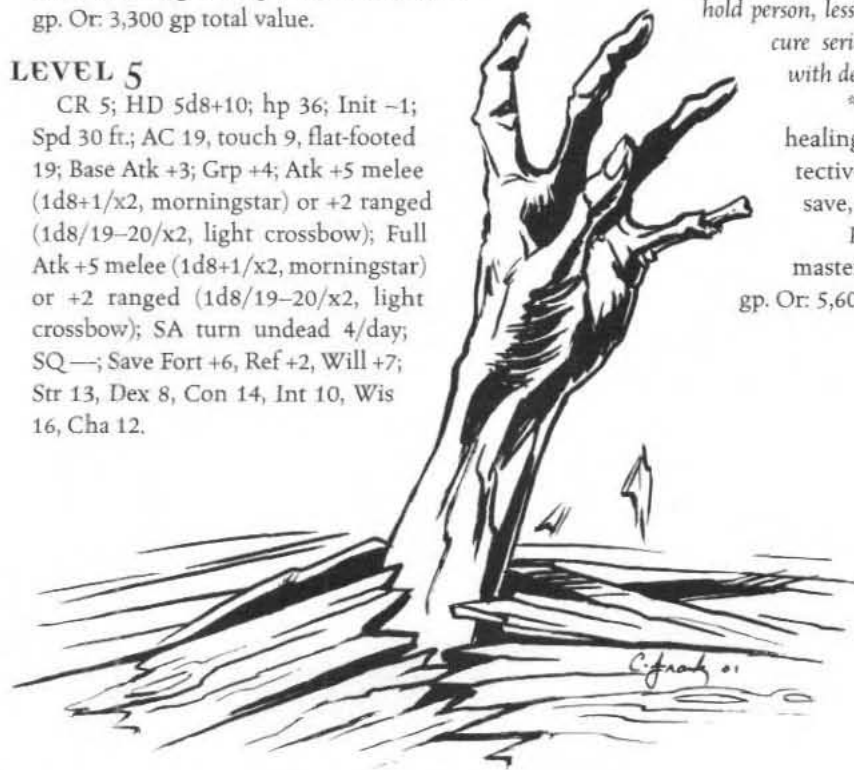 gp. Or: 3,300 gp total value.
LEVEL 5
CR 5; HD 5d8+10; hp 36; Init –1;
Spd 30 ft.; AC 19, touch 9, flat-footed
19; Base Atk +3; Grp +4; Atk +5 melee
(1d8+1/x2, morningstar) or +2 ranged
(1d8/19–20/x2, light crossbow); Full
Atk +5 melee (1d8+1/x2, morningstar)
or +2 ranged (1d8/19–20/x2, light
crossbow); SA turn undead 4/day;
SQ —; Save Fort +6, Ref +2, Will +7;
Str 13, Dex 8, Con 14, Int 10, Wis
16, Cha 12.
hold person, less
cure seri
with de
healing
tective
save,
master
gp. Or: 5,60
01